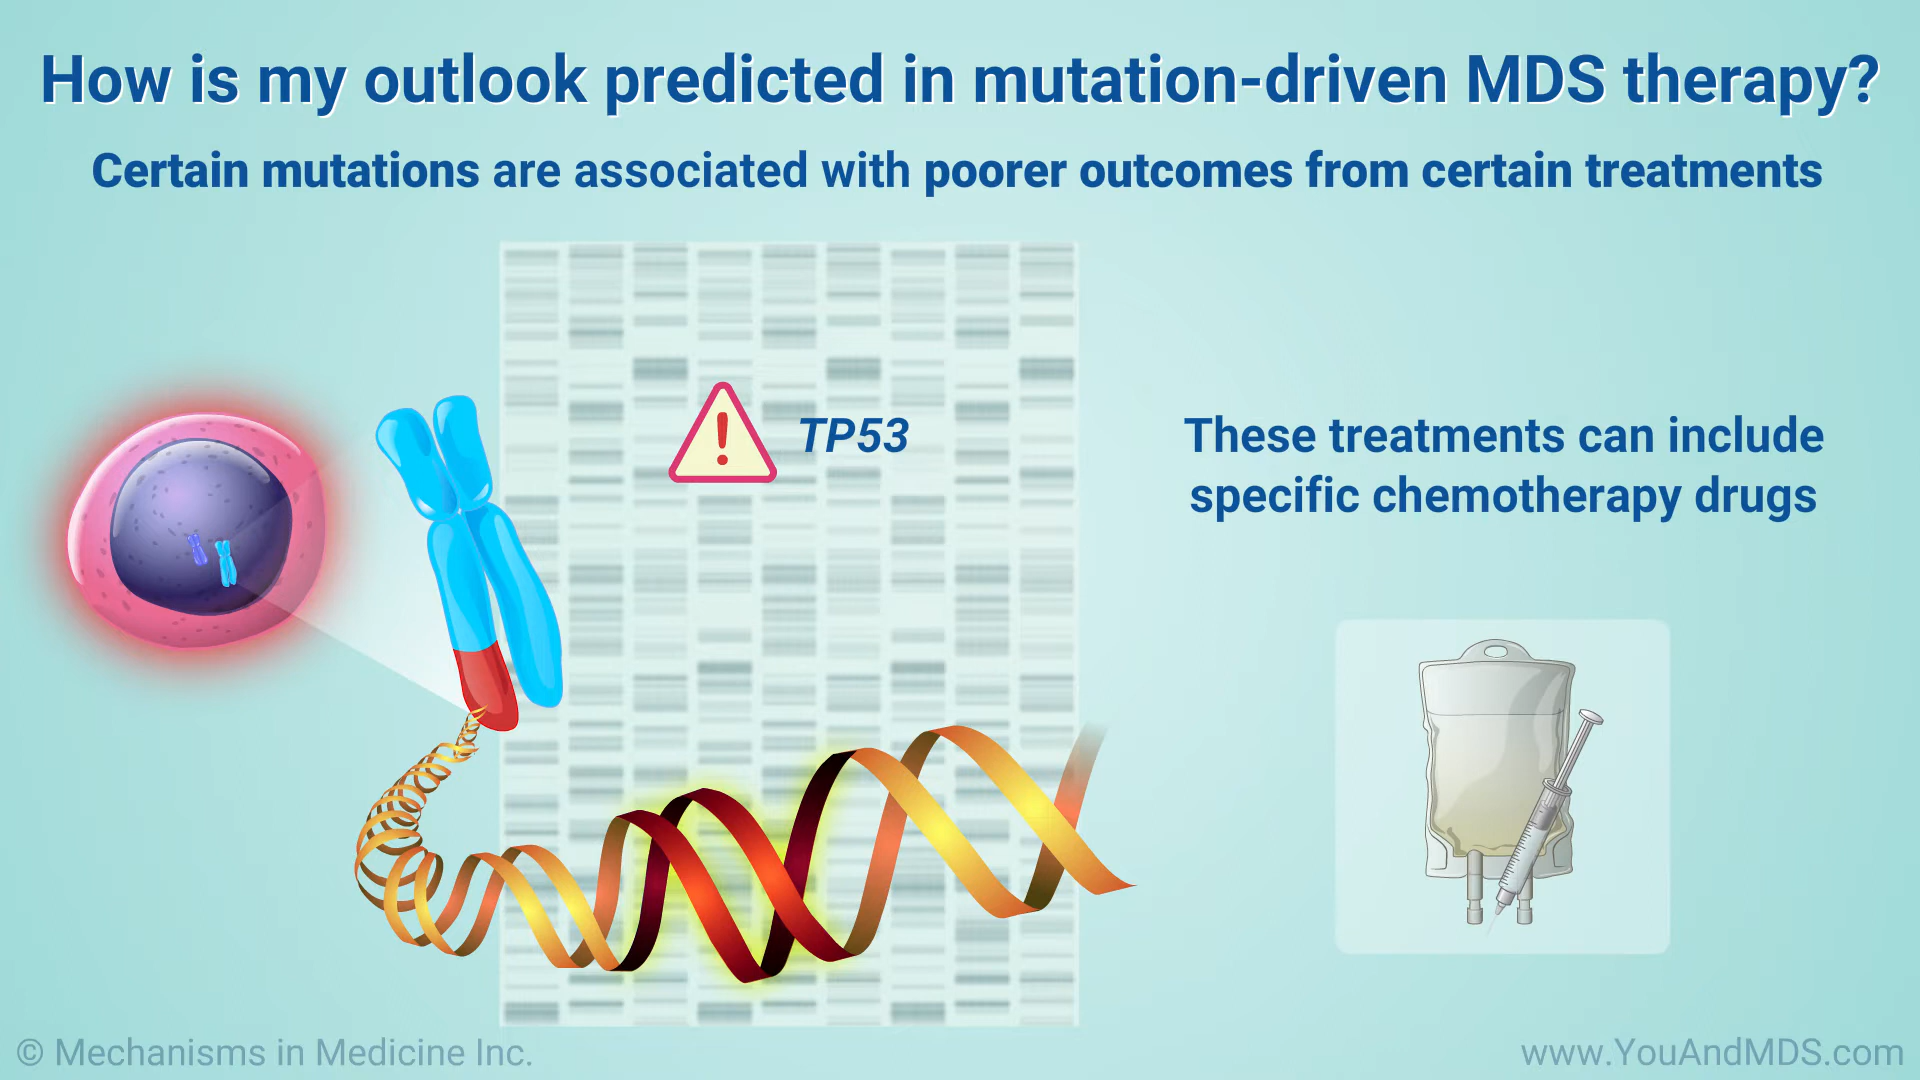 How is my outlook predicted in mutation-driven MDS therapy?
Certain mutations are associated with poorer outcomes from certain treatments
TP53
These treatments can include
specific chemotherapy drugs
© Mechanisms in Medicine Inc.
www.YouAndMDS.com